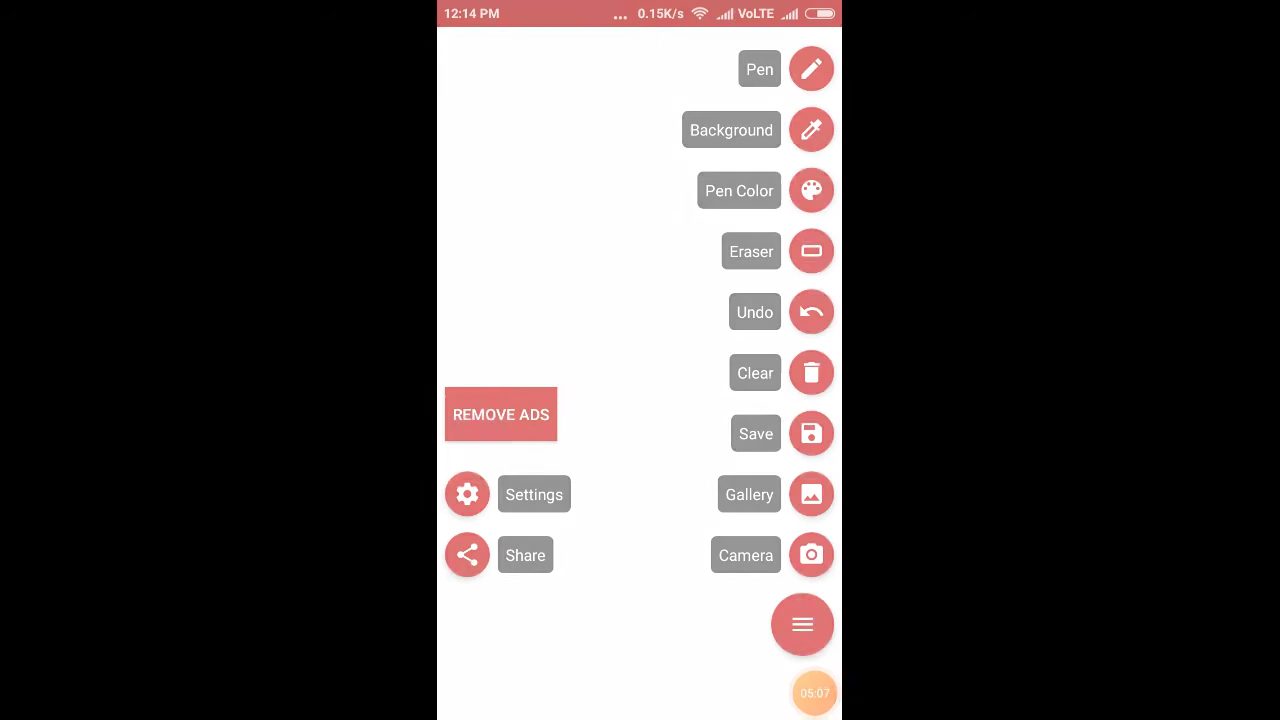 12:14 PM ... 0.15K/s VoLTE
Pen
Background
Pen Color
Eraser
Undo
Clear
REMOVE ADS
Save
Settings
Gallery
Share
Camera
05:07